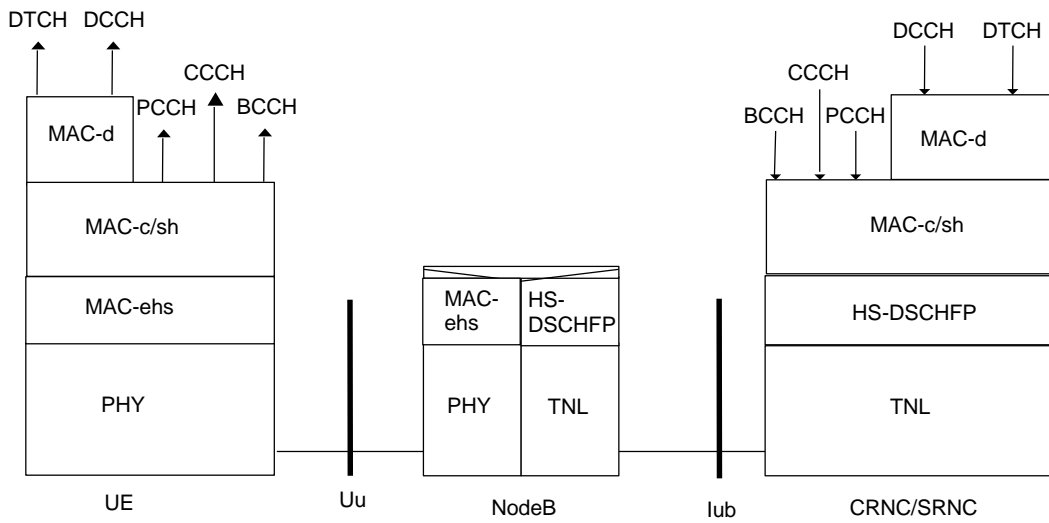 DTCH DCCH
CCCH
PCCH
BCCH
MAC-d
MAC-c/sh
MAC-ehs
PHY
UE
Uu
MAC-
ehs
HS-
DSCHFP
PHY
TNL
NodeB
Iub
DCCH DTCH
CCCH
BCCH
PCCH
MAC-d
MAC-c/sh
HS-DSCHFP
TNL
CRNC/SRNC